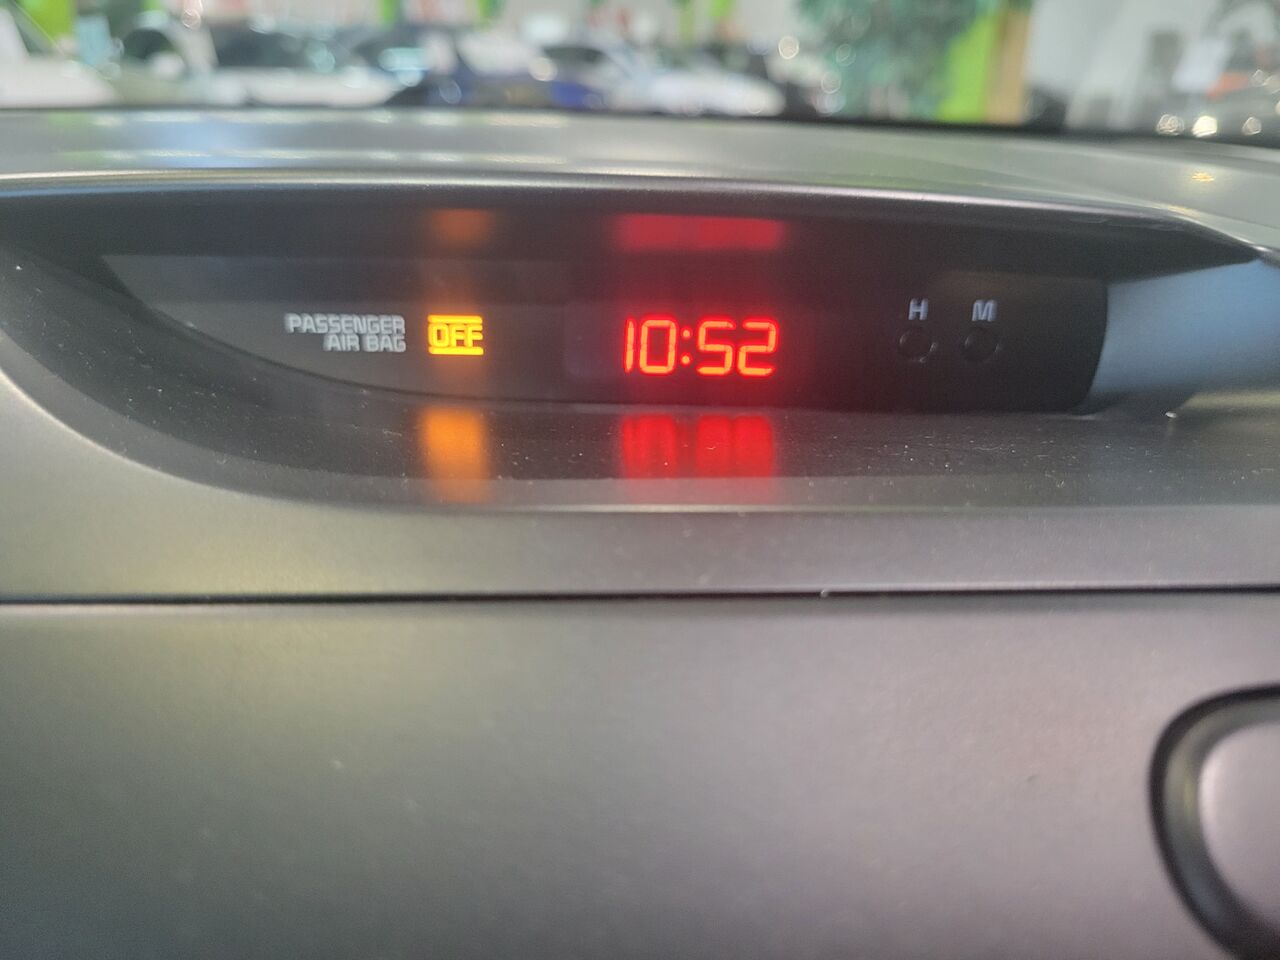 PASSENGER
AIR BAG
OFF
10:52
H
M